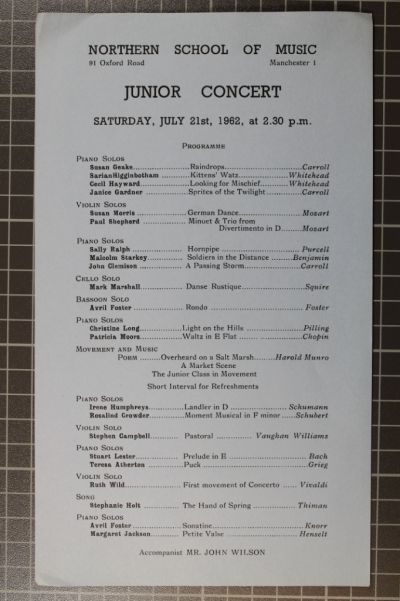 NORTHERN SCHOOL OF MUSIC
91 Oxford Road Manchester 1
JUNIOR CONCERT
SATURDAY, JULY 21st, 1962, at 2.30 p.m.
PROGRAMME
PIANO SOLOS
Susan Geake..........Raindrops..........Carroll
Sarian Higginbotham ..........Kittens' Watz..........Whitehead
Cecil Hayward..........Looking for Mischief..........Whitehead
Janice Gardner ..........Sprites of the Twilight ..........Carroll
VIOLIN SOLOS
Susan Morris ..........German Dance..........Mozart
Paul Shepherd ..........Minuet & Trio from
Divertimento in D..........Mozart
PIANO SOLOS
Sally Ralph ..........Hornpipe ..........Purcell
Malcolm Starkey..........Soldiers in the Distance ..........Benjamin
John Clemison ..........A Passing Storm..........Carroll
CELLO SOLO
Mark Marshall..........Danse Rustique..........Squire
BASSOON SOLO
Avril Foster ..........Rondo ..........Foster
PIANO SOLOS
Christine Long..........Light on the Hills ..........Pilling
Patricia Moors..........Waltz in E Flat ..........Chopin
MOVEMENT AND MUSIC
POEM ..........Overheard on a Salt Marsh..........Harold Munro
A Market Scene
The Junior Class in Movement
Short Interval for Refreshments
PIANO SOLOS
Irene Humphreys..........Landler in D ..........Schumann
Rosalind Crowder..........Moment Musical in F minor ..........Schubert
VIOLIN SOLO
Stephen Campbell..........Pastoral ..........Vaughan Williams
PIANO SOLOS
Stuart Lester..........Prelude in E ..........Bach
Teresa Atherton ..........Puck ..........Grieg
VIOLIN SOLO
Ruth Wild..........First movement of Concerto ..........Vivaldi
SONG
Stephanie Holt ..........The Hand of Spring ..........Thiman
PIANO SOLOS
Avril Foster..........Sonatine..........Knorr
Margaret Jackson..........Petite Valse ..........Henselt
Accompanist MR. JOHN WILSON